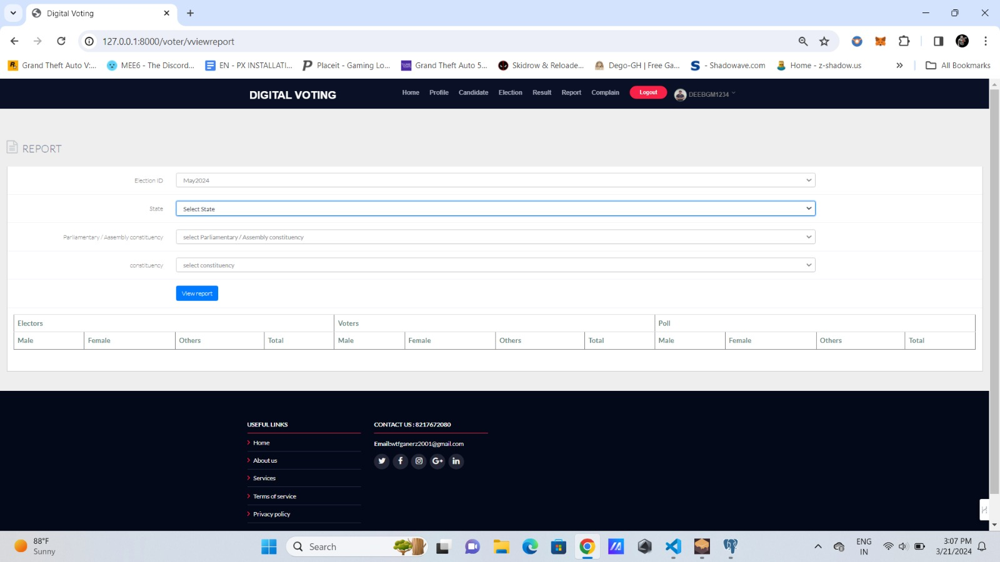 Digital Voting
127.0.0.1:8000/voter/vviewreport
Grand Theft Auto V:... MEE6 - The Discord... EN - PX INSTALLATI... Placeit - Gaming Lo... Grand Theft Auto 5... Skidrow & Reloade... Dego-GH | Free Ga... - Shadowave.com Home - z-shadow.us » All Bookmarks
DIGITAL VOTING Home Profile Candidate Election Result Report Complain Logout DEEBGM1234
REPORT
Election ID May2024
State Select State
Parliamentary / Assembly constituency select Parliamentary / Assembly constituency
constituency select constituency
View report
Electors Voters Poll
Male Female Others Total Male Female Others Total Male Female Others Total
USEFUL LINKS CONTACT US : 8217672080
Home Email:wtfganerz2001@gmail.com
About us
Services
Terms of service
Privacy policy
88°F
Sunny
Search
ENG
IN
3:07 PM
3/21/2024